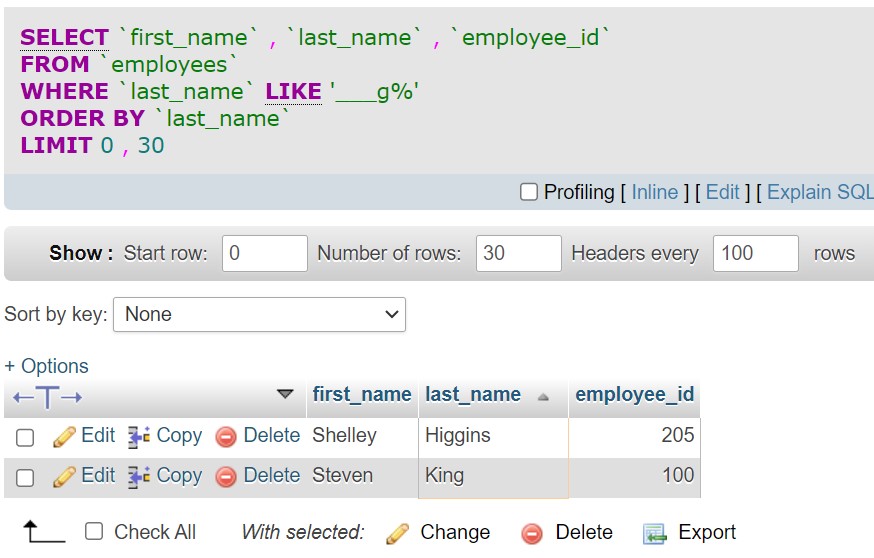 SELECT `first_name` , `last_name` , `employee_id`
FROM `employees`
WHERE `last_name` LIKE '___g%'
ORDER BY `last_name`
LIMIT 0 , 30
Profiling [ Inline ] [ Edit ] [ Explain SQL
Show : Start row: 0 Number of rows: 30 Headers every 100 rows
Sort by key: None
+ Options
←T→ first_name last_name employee_id
Edit Copy Delete Shelley Higgins 205
Edit Copy Delete Steven King 100
Check All With selected: Change Delete Export